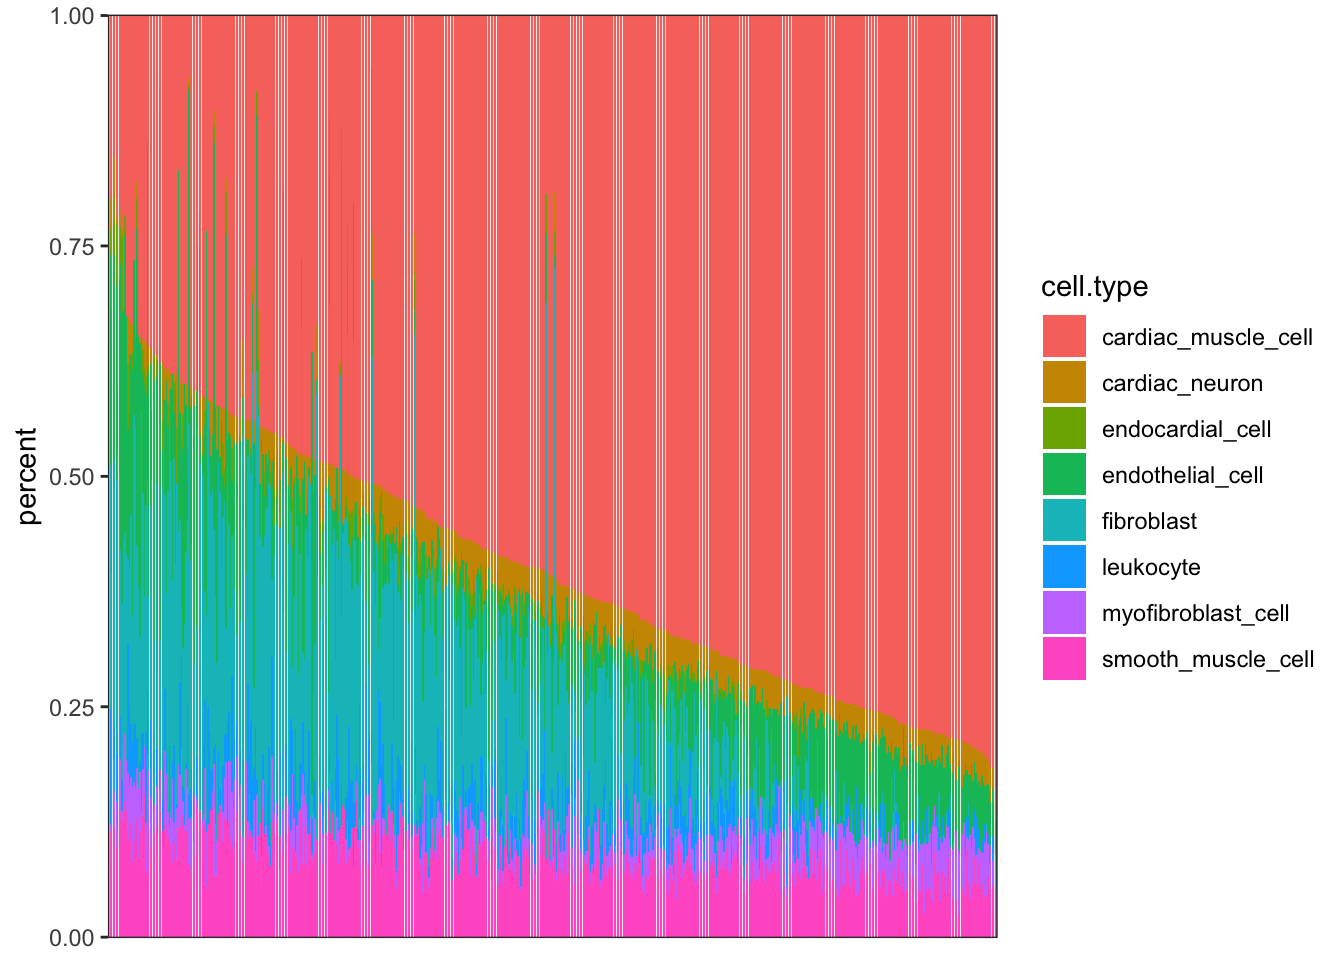 1.00
0.75
0.50
0.25
0.00
percent
cell.type
cardiac_muscle_cell
cardiac_neuron
endocardial_cell
endothelial_cell
fibroblast
leukocyte
myofibroblast_cell
smooth_muscle_cell